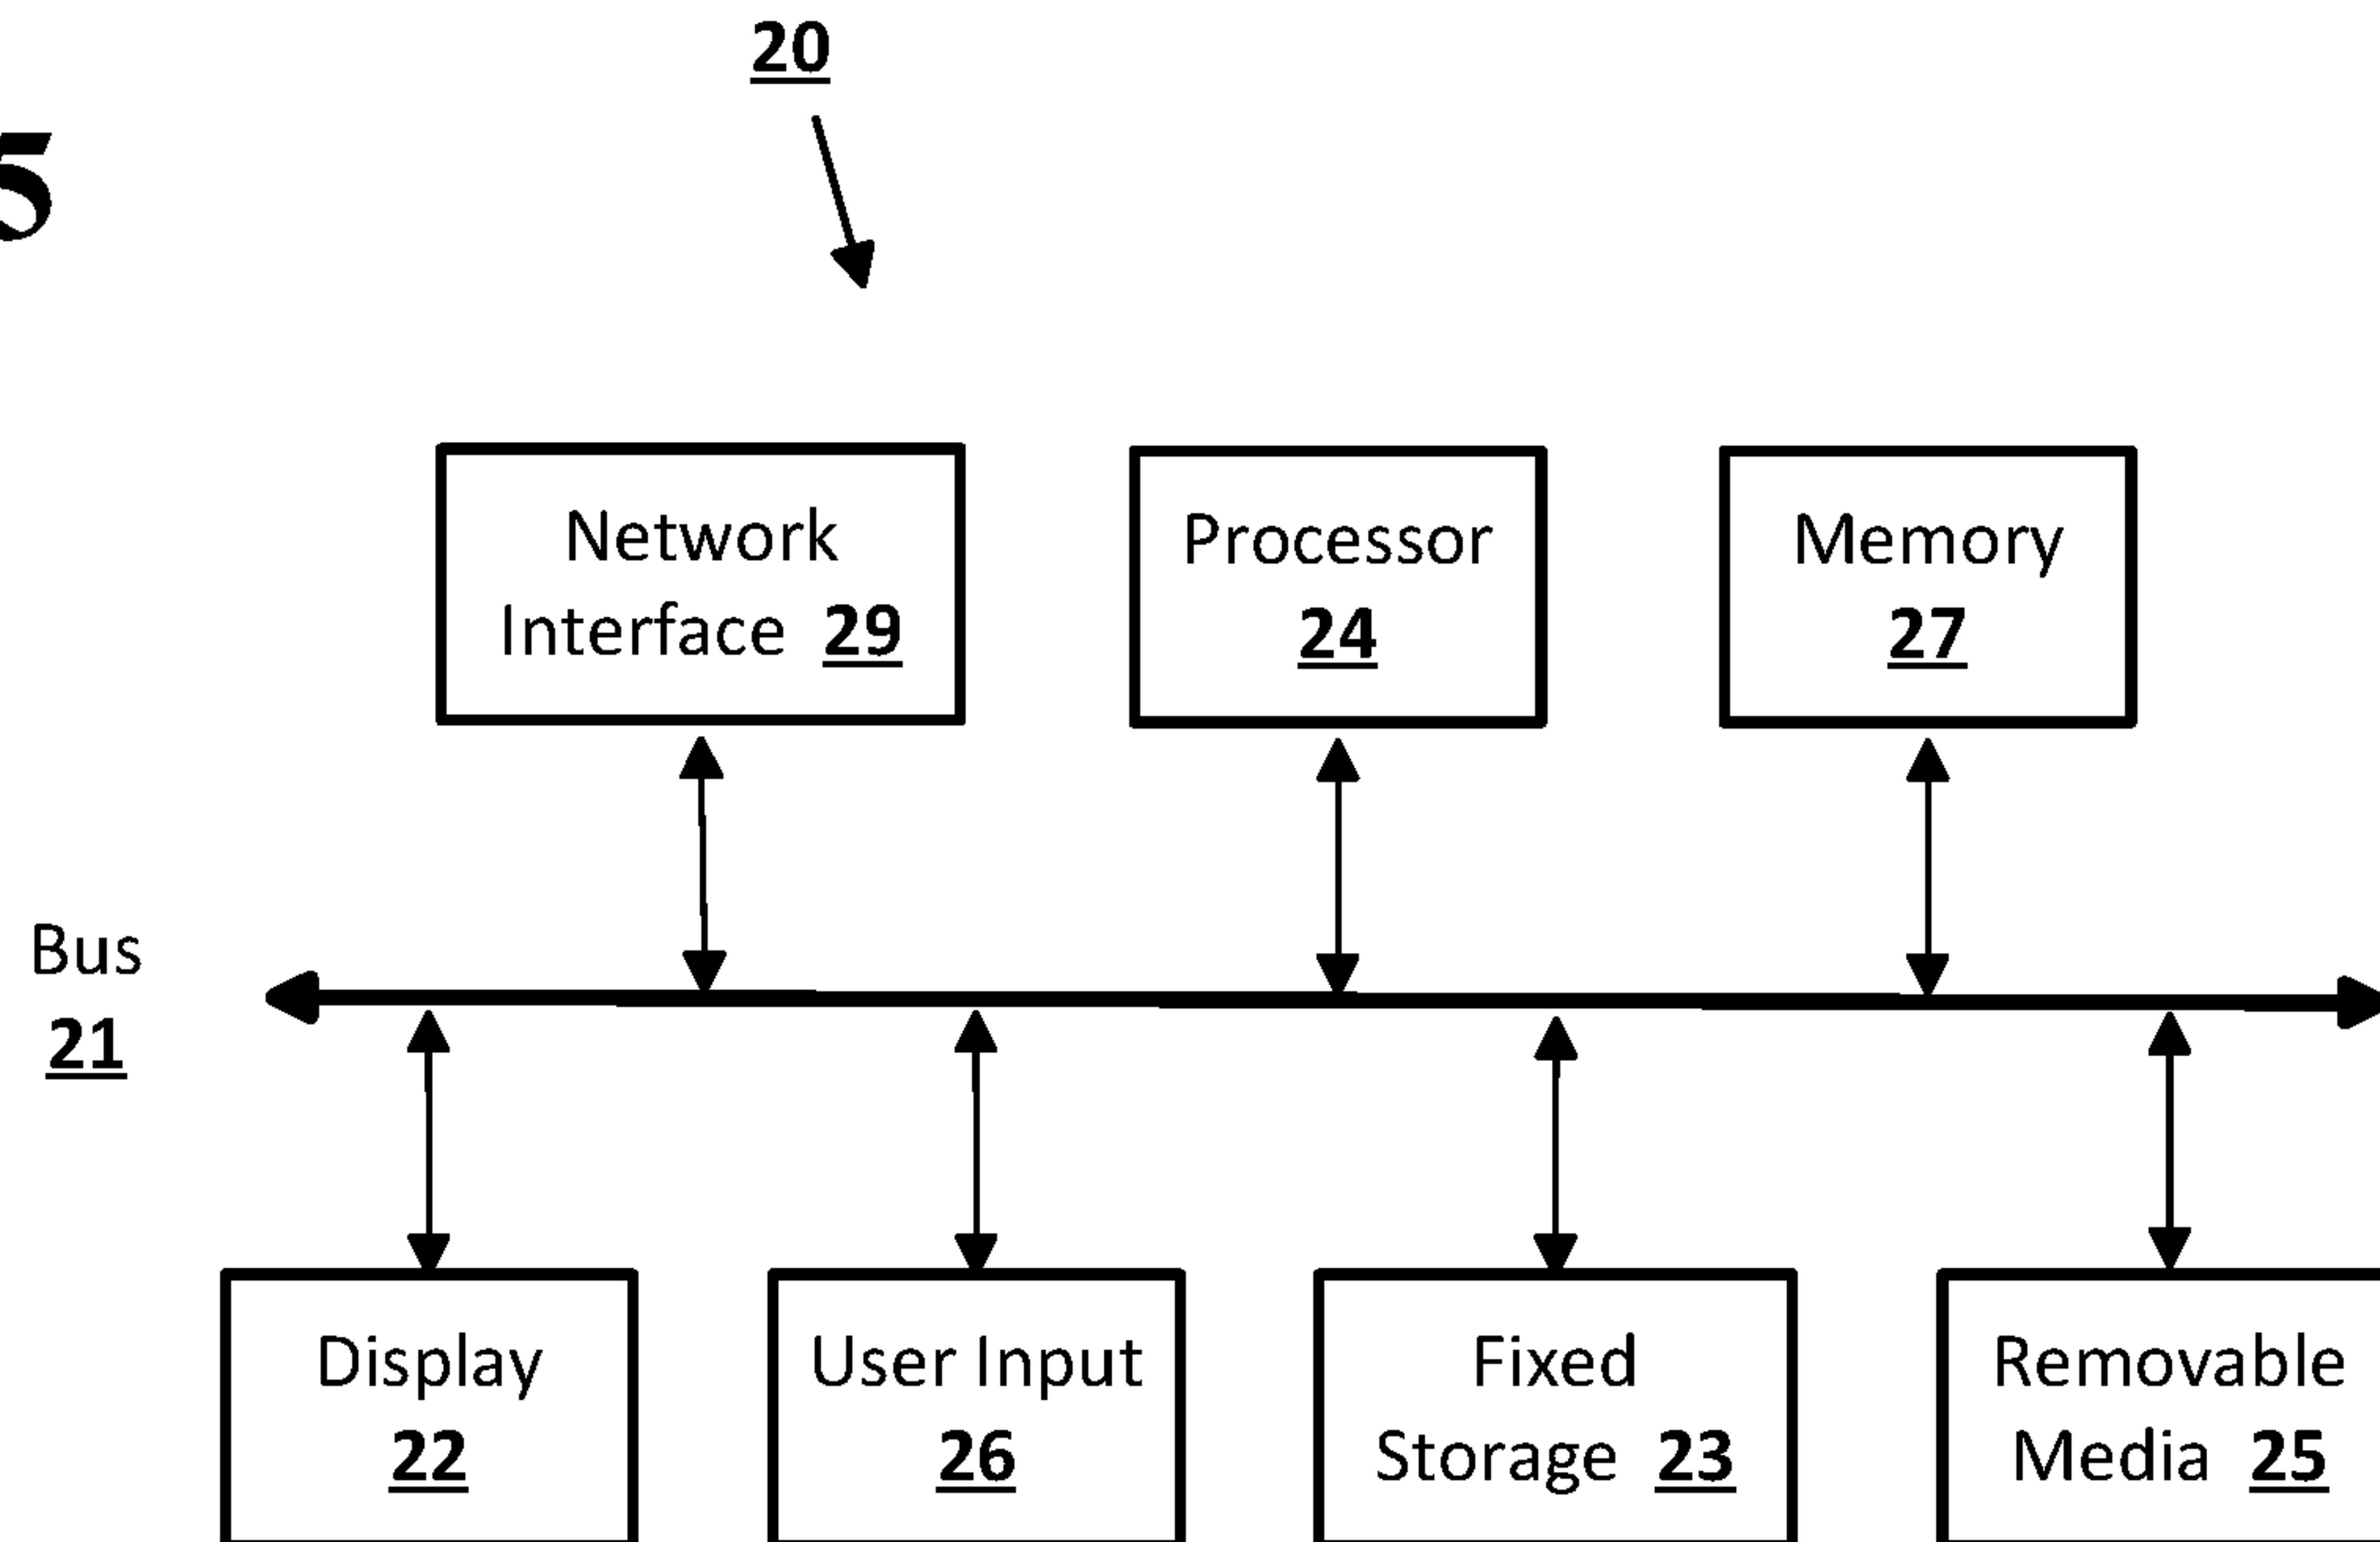 20
5
Network
Interface 29
Processor
24
Memory
27
Bus
21
Display
22
User Input
26
Fixed
Storage 23
Removable
Media 25